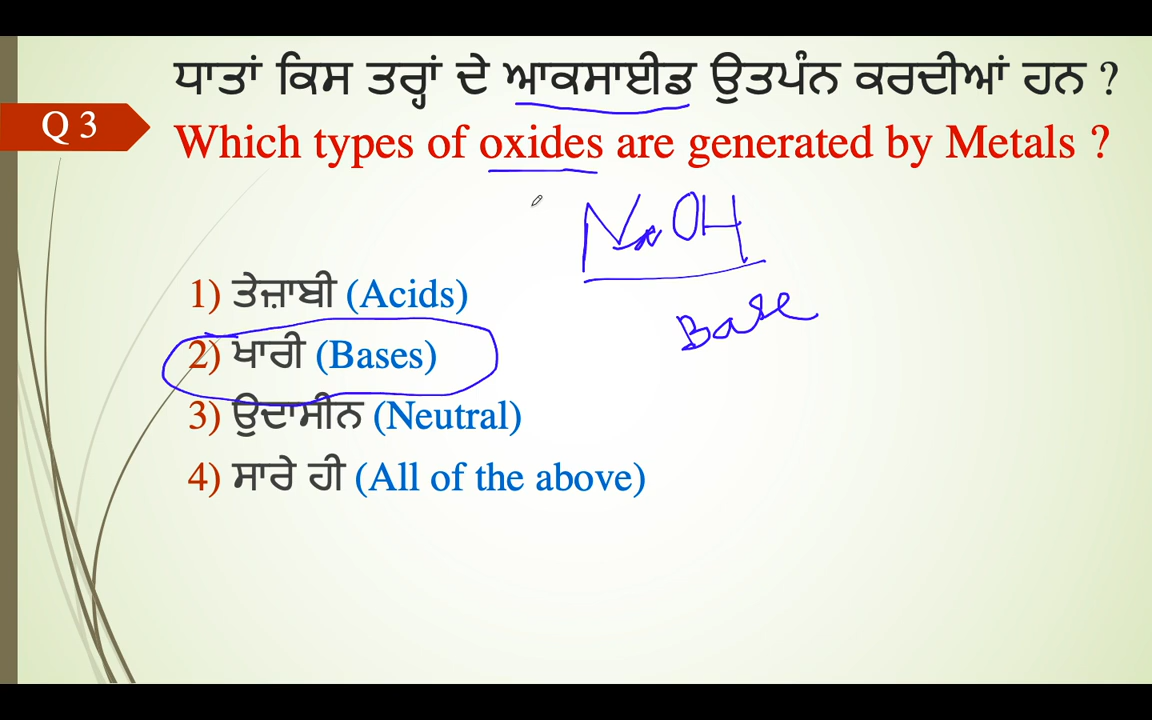 ਧਾਤਾਂ ਕਿਸ ਤਰ੍ਹਾਂ ਦੇ ਆਕਸਾਈਡ ਉਤਪੰਨ ਕਰਦੀਆਂ ਹਨ ?
Q 3
Which types of oxides are generated by Metals ?
NaOH
1) ਤੇਜ਼ਾਬੀ (Acids)
Base
2) ਖਾਰੀ (Bases)
3) ਉਦਾਸੀਨ (Neutral)
4) ਸਾਰੇ ਹੀ (All of the above)